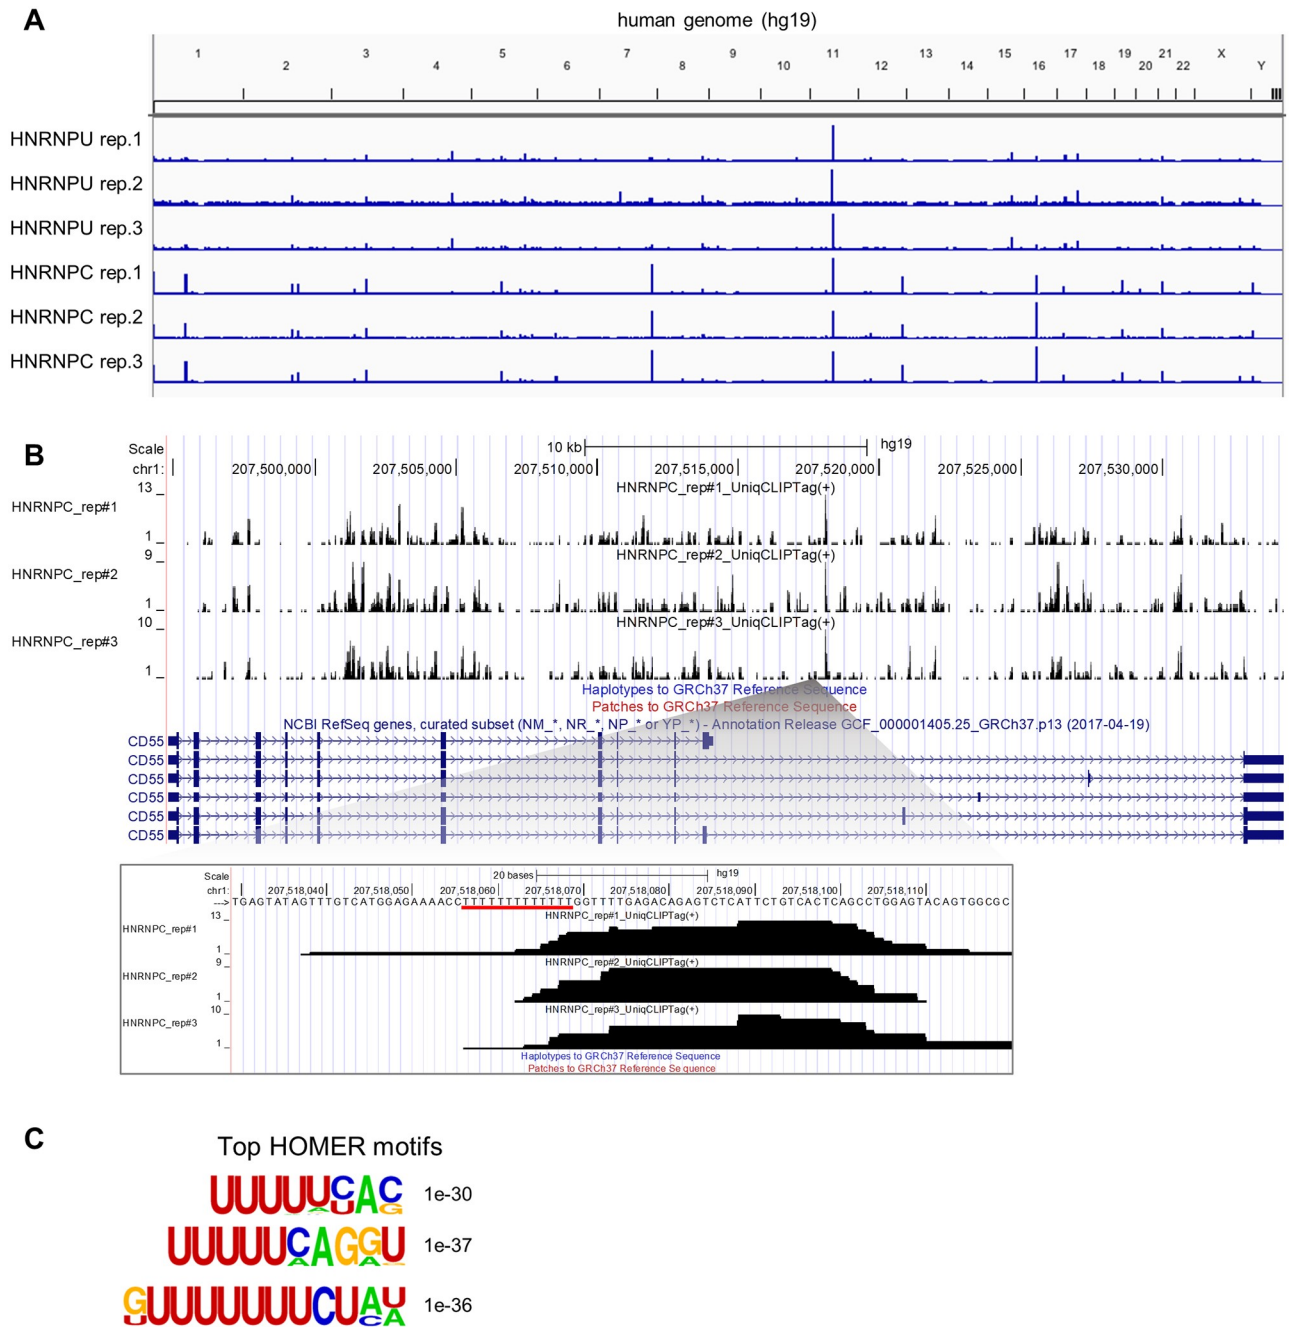 A
human genome (hg19)
1 3 5 7 9 11 13 15 17 19 21 X
2 4 6 8 10 12 14 16 18 20 22 Y
HNRNPU rep.1
HNRNPU rep.2
HNRNPU rep.3
HNRNPC rep.1
HNRNPC rep.2
HNRNPC rep.3
B
Scale 10 kb hg19
chr1: 207,500,000 207,505,000 207,510,000 207,515,000 207,520,000 207,525,000 207,530,000
HNRNPC_rep#1_UniqCLIPTag(+)
13
HNRNPC_rep#1
1
HNRNPC_rep#2_UniqCLIPTag(+)
9
HNRNPC_rep#2
1
HNRNPC_rep#3_UniqCLIPTag(+)
10
HNRNPC_rep#3
1
Haplotypes to GRCh37 Reference Sequence
Patches to GRCh37 Reference Sequence
NCBI RefSeq genes, curated subset (NM_*, NR_*, NP_* or YP_*) - Annotation Release GCF_000001405.25_GRCh37.p13 (2017-04-19)
CD55
CD55
CD55
CD55
CD55
CD55
Scale 20 bases hg19
chr1: 207,518,040 207,518,050 207,518,060 207,518,070 207,518,080 207,518,090 207,518,100 207,518,110
---> TGAGTATAGTTTGTCATGGAGAAAACCTTTTTTTTTTTTTGGTTTTGAGACAGAGTCTCATTCTGTCACTCAGCCTGGAGTACAGTGGCGC
HNRNPC_rep#1_UniqCLIPTag(+)
13
HNRNPC_rep#1
1
HNRNPC_rep#2_UniqCLIPTag(+)
9
HNRNPC_rep#2
1
HNRNPC_rep#3_UniqCLIPTag(+)
10
HNRNPC_rep#3
1
Haplotypes to GRCh37 Reference Sequence
Patches to GRCh37 Reference Sequence
C
Top HOMER motifs
UUUUUCAC 1e-30
UUUUUCAGGU 1e-37
GUUUUUUUCUAU 1e-36